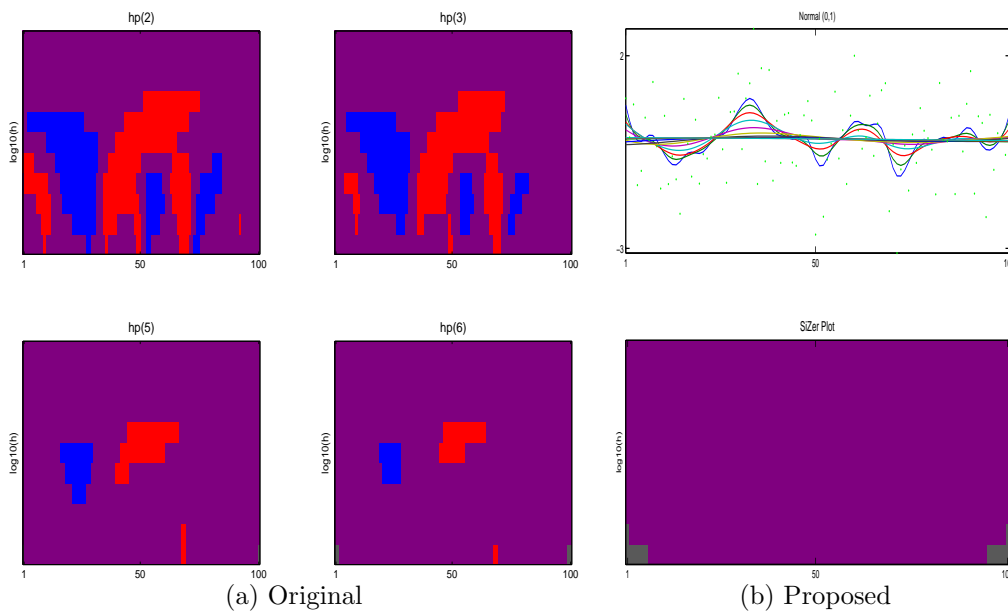 hp(2)
hp(3)
Normal (0,1)
log10(h)
log10(h)
2
−3
1
50
100
1
50
100
1
50
10
hp(5)
hp(6)
SiZer Plot
log10(h)
log10(h)
log10(h)
1
50
100
1
50
100
1
50
10
(a) Original
(b) Proposed